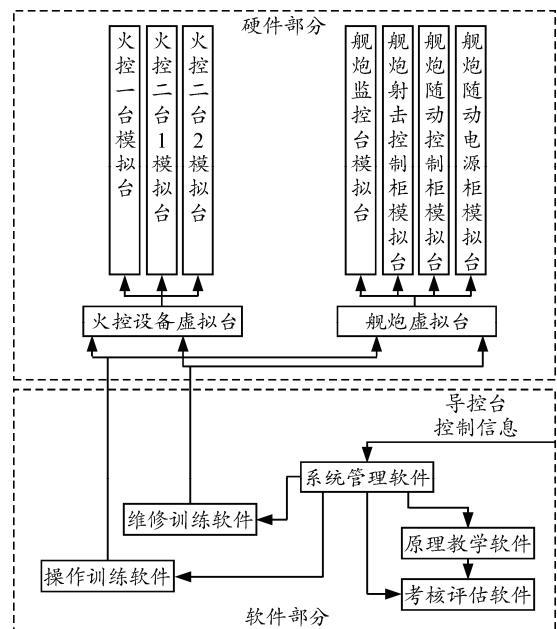 硬件部分
火控一台模拟台
火控二台1模拟台
火控二台2模拟台
舰炮监控台模拟台
舰炮射击控制柜模拟台
舰炮随动控制柜模拟台
舰炮随动电源柜模拟台
火控设备虚拟台
舰炮虚拟台
导控台
控制信息
系统管理软件
维修训练软件
原理教学软件
操作训练软件
考核评估软件
软件部分